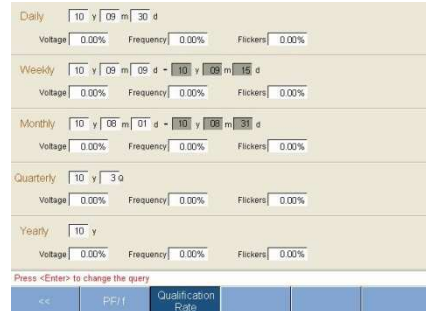 Daily 10 y 09 m 30 d
Voltage 0.00% Frequency 0.00% Flickers 0.00%
Weekly 10 y 09 m 09 d - 10 y 09 m 15 d
Voltage 0.00% Frequency 0.00% Flickers 0.00%
Monthly 10 y 08 m 01 d - 10 y 08 m 31 d
Voltage 0.00% Frequency 0.00% Flickers 0.00%
Quarterly 10 y 3 Q
Voltage 0.00% Frequency 0.00% Flickers 0.00%
Yearly 10 y
Voltage 0.00% Frequency 0.00% Flickers 0.00%
Press <Enter> to change the query
<< PF/f Qualification Rate